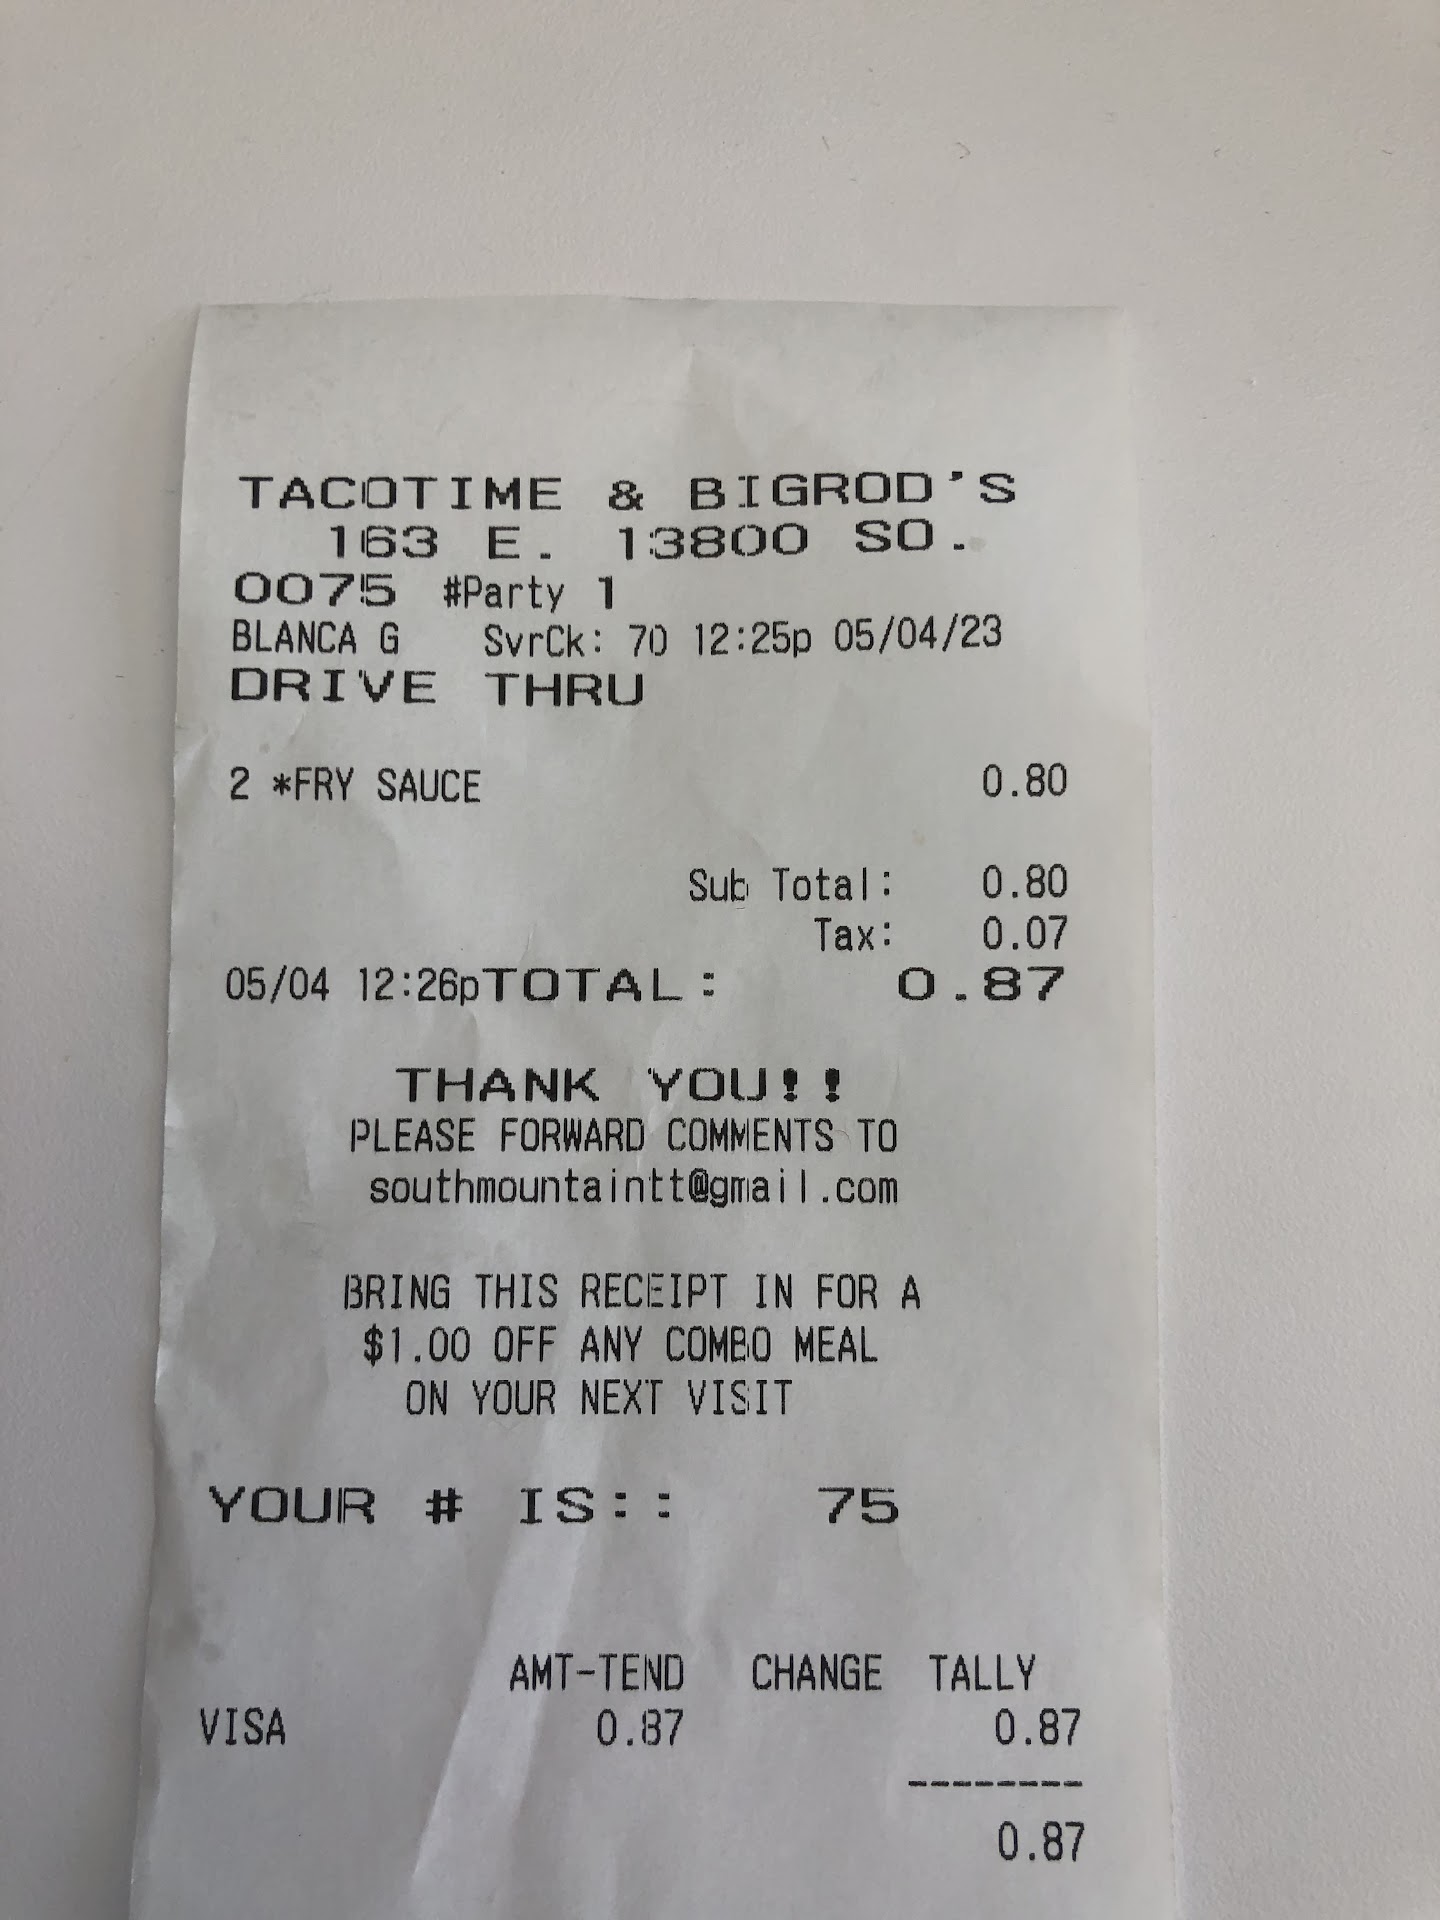 TACOTIME & BIGROD'S
163 E. 13800 SO.
0075 #Party 1
BLANCA G SvrCk: 70 12:25p 05/04/23
DRIVE THRU
2 *FRY SAUCE 0.80
Sub Total: 0.80
Tax: 0.07
05/04 12:26pTOTAL: 0.87
THANK YOU!!
PLEASE FORWARD COMMENTS TO
southmountaintt@gmail.com
BRING THIS RECEIPT IN FOR A
$1.00 OFF ANY COMBO MEAL
ON YOUR NEXT VISIT
YOUR # IS:: 75
AMT-TEND CHANGE TALLY
VISA 0.87 0.87
--------
0.87